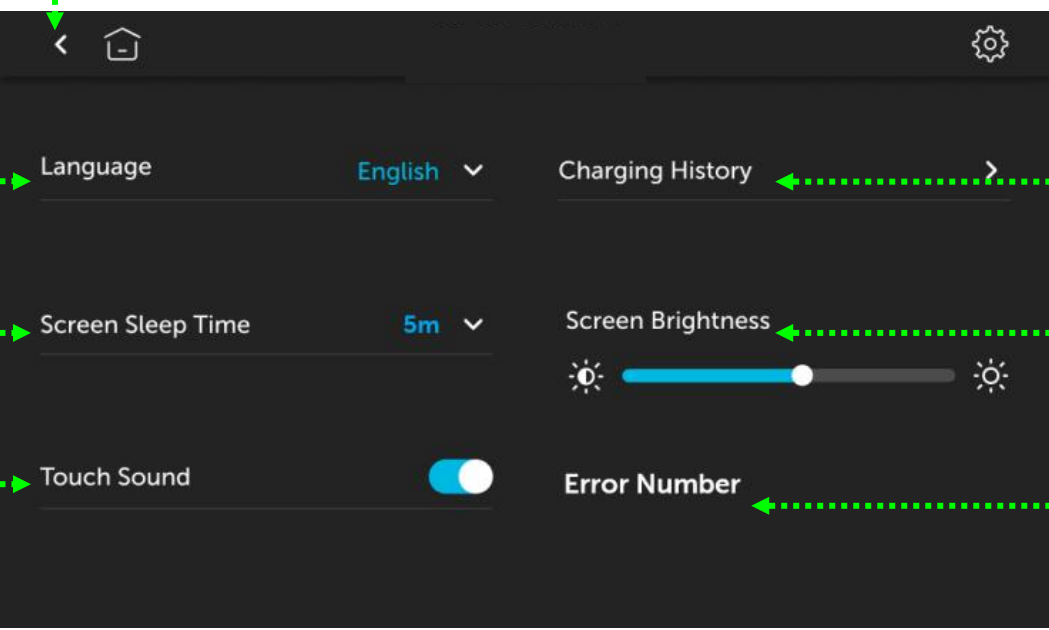 Language
English
Charging History
Screen Sleep Time
5m
Screen Brightness
Touch Sound
Error Number